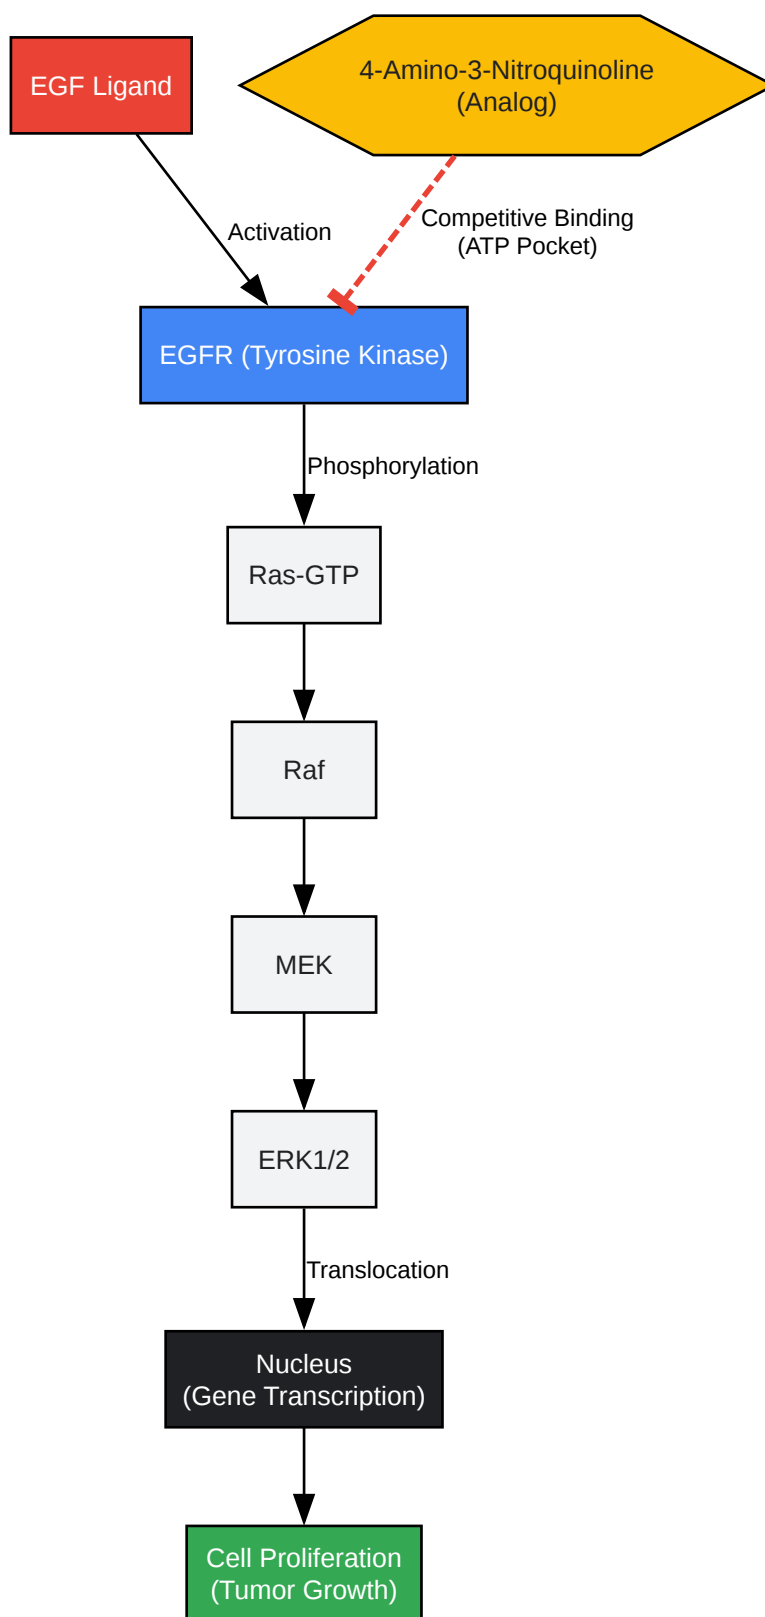 EGF Ligand
4-Amino-3-Nitroquinoline
(Analog)
Activation
Competitive Binding
(ATP Pocket)
EGFR (Tyrosine Kinase)
Phosphorylation
Ras-GTP
Raf
MEK
ERK1/2
Translocation
Nucleus
(Gene Transcription)
Cell Proliferation
(Tumor Growth)